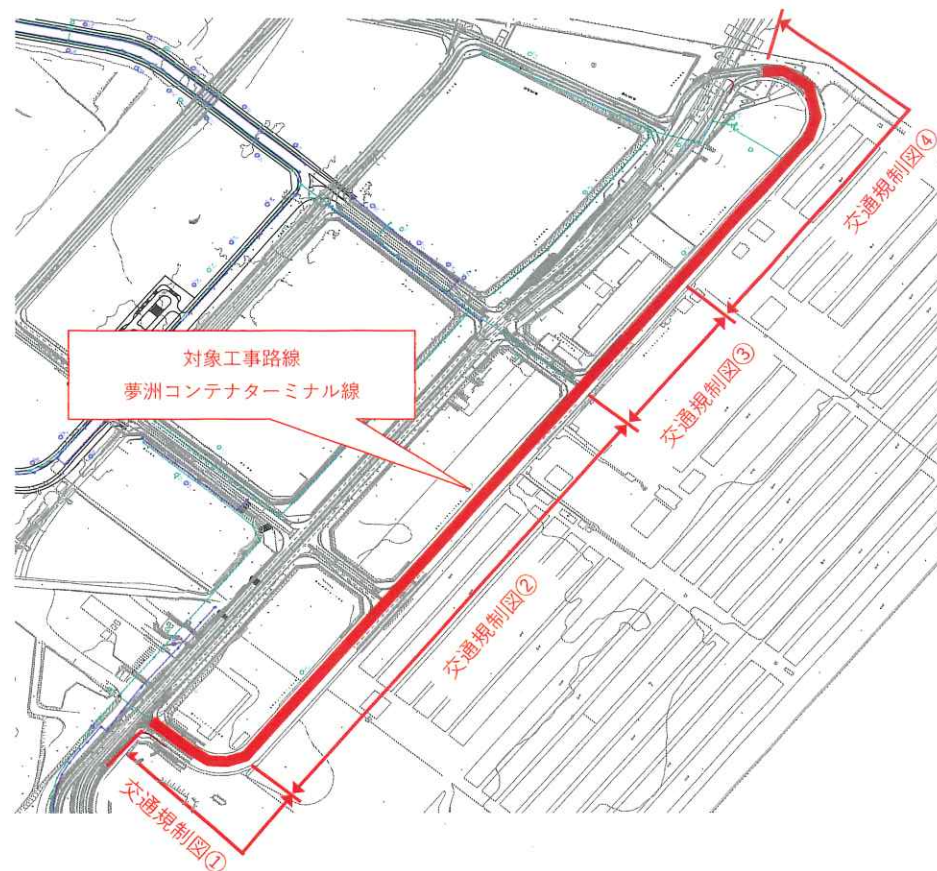 交通規制図④
対象工事路線
夢洲コンテナターミナル線
交通規制図③
交通規制図②
交通規制図①